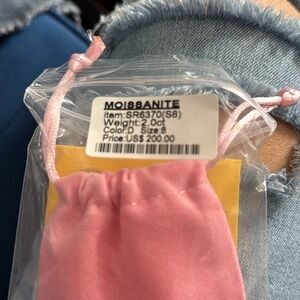 MOISSANITE
Item:SR6370(S8)
Weight:2.0ct
Color:D Size:8
Price:US$ 200.00